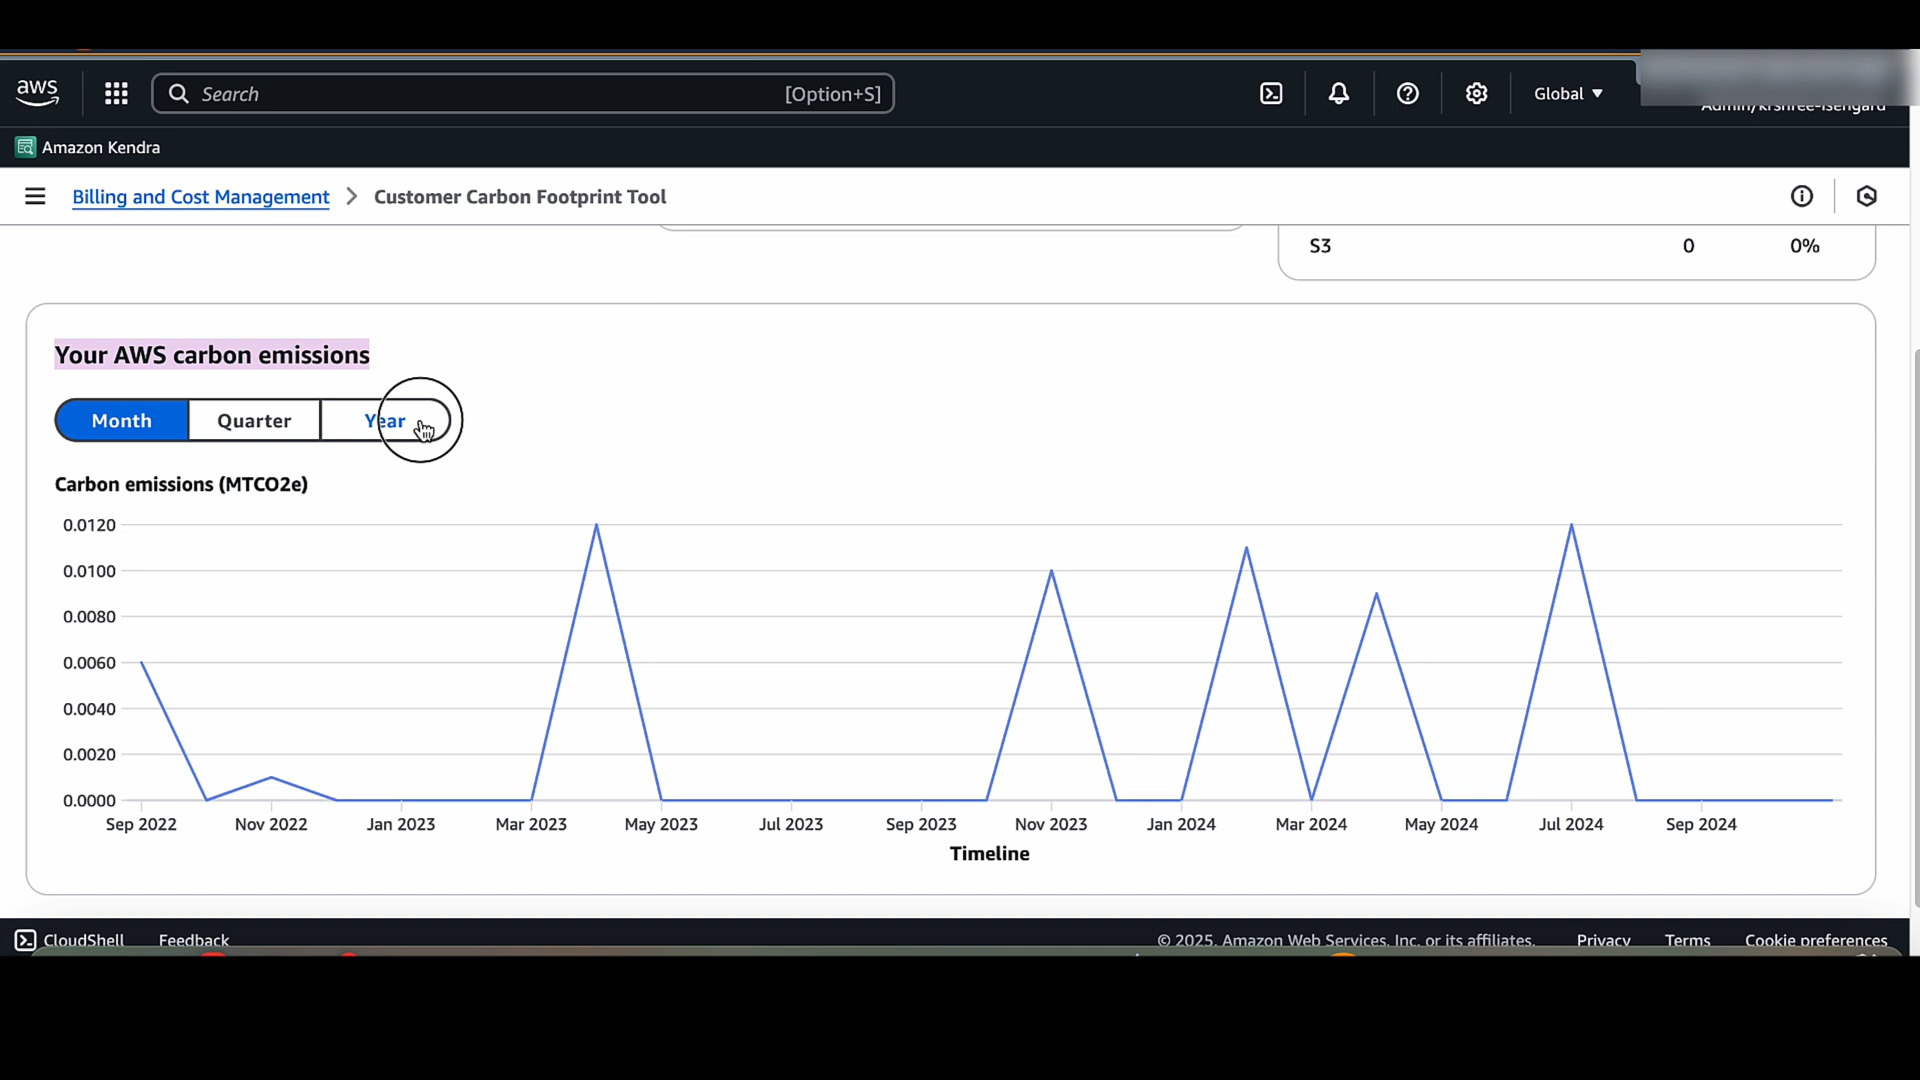 aws
Search [Option+S]
Global
Admin/krshree-isengard
Amazon Kendra
Billing and Cost Management > Customer Carbon Footprint Tool
S3 0 0%
Your AWS carbon emissions
Month Quarter Year
Carbon emissions (MTCO2e)
0.0120
0.0100
0.0080
0.0060
0.0040
0.0020
0.0000
Sep 2022 Nov 2022 Jan 2023 Mar 2023 May 2023 Jul 2023 Sep 2023 Nov 2023 Jan 2024 Mar 2024 May 2024 Jul 2024 Sep 2024
Timeline
CloudShell Feedback © 2025, Amazon Web Services, Inc. or its affiliates. Privacy Terms Cookie preferences